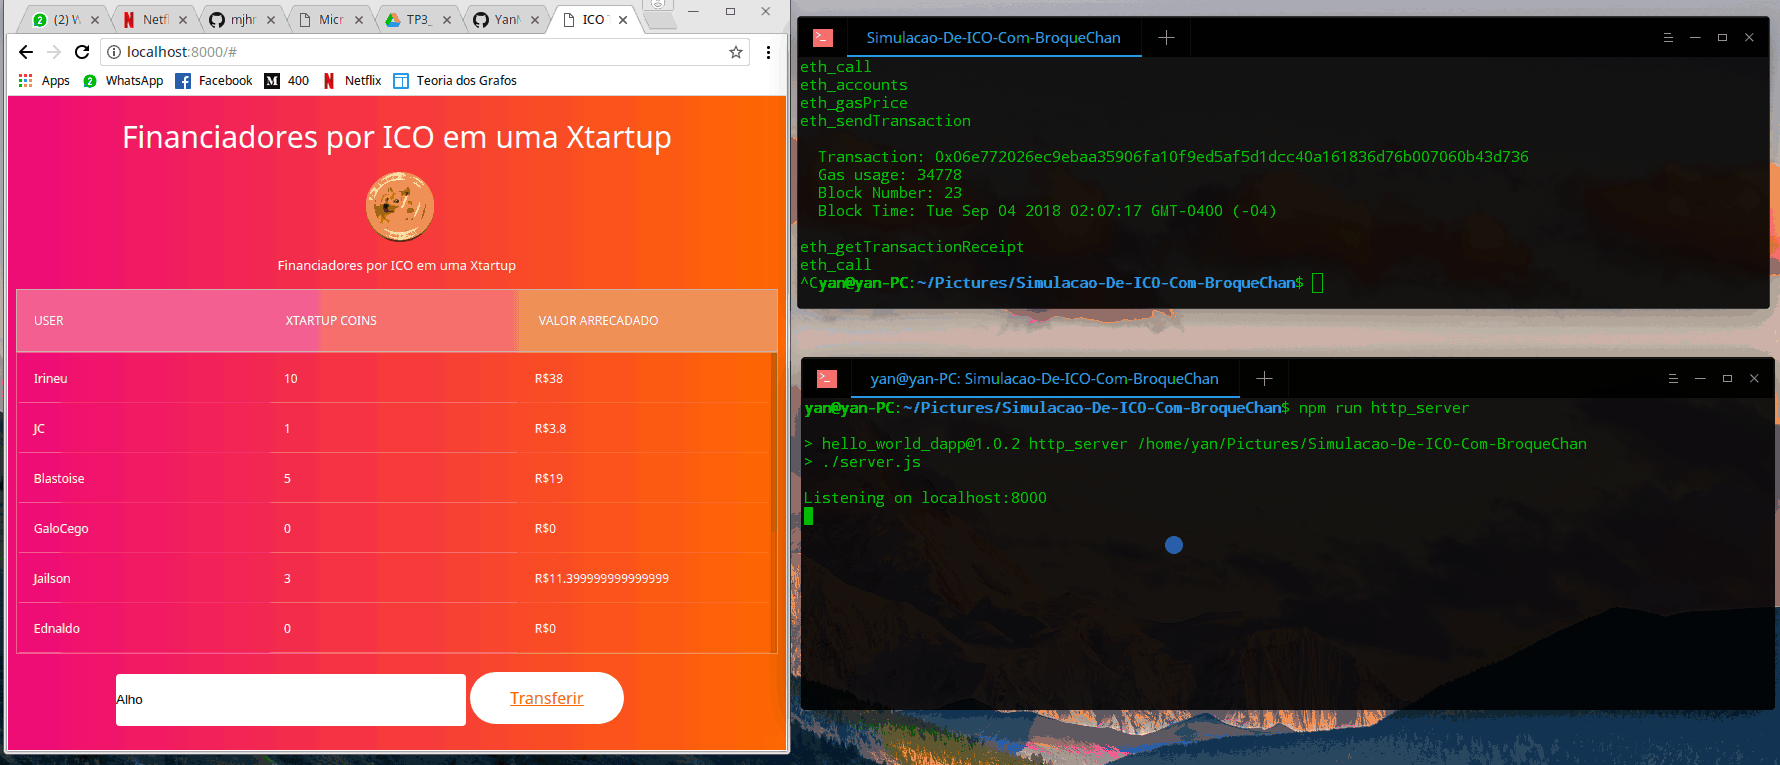 (2) W
Netfl
mjhr
Micr
TP3_
YanM
ICO T
localhost:8000/#
Apps
WhatsApp
Facebook
400
Netflix
Teoria dos Grafos
Financiadores por ICO em uma Xtartup
Financiadores por ICO em uma Xtartup
USER XTARTUP COINS VALOR ARRECADADO
Irineu 10 R$38
JC 1 R$3.8
Blastoise 5 R$19
GaloCego 0 R$0
Jailson 3 R$11.399999999999999
Ednaldo 0 R$0
Alho
Transferir
Simulacao-De-ICO-Com-BroqueChan
eth_call
eth_accounts
eth_gasPrice
eth_sendTransaction
Transaction: 0x06e772026ec9ebaa35906fa10f9ed5af5d1dcc40a161836d76b007060b43d736
Gas usage: 34778
Block Number: 23
Block Time: Tue Sep 04 2018 02:07:17 GMT-0400 (-04)
eth_getTransactionReceipt
eth_call
^Cyan@yan-PC:~/Pictures/Simulacao-De-ICO-Com-BroqueChan$
yan@yan-PC: Simulacao-De-ICO-Com-BroqueChan
yan@yan-PC:~/Pictures/Simulacao-De-ICO-Com-BroqueChan$ npm run http_server
> hello_world_dapp@1.0.2 http_server /home/yan/Pictures/Simulacao-De-ICO-Com-BroqueChan
> ./server.js
Listening on localhost:8000